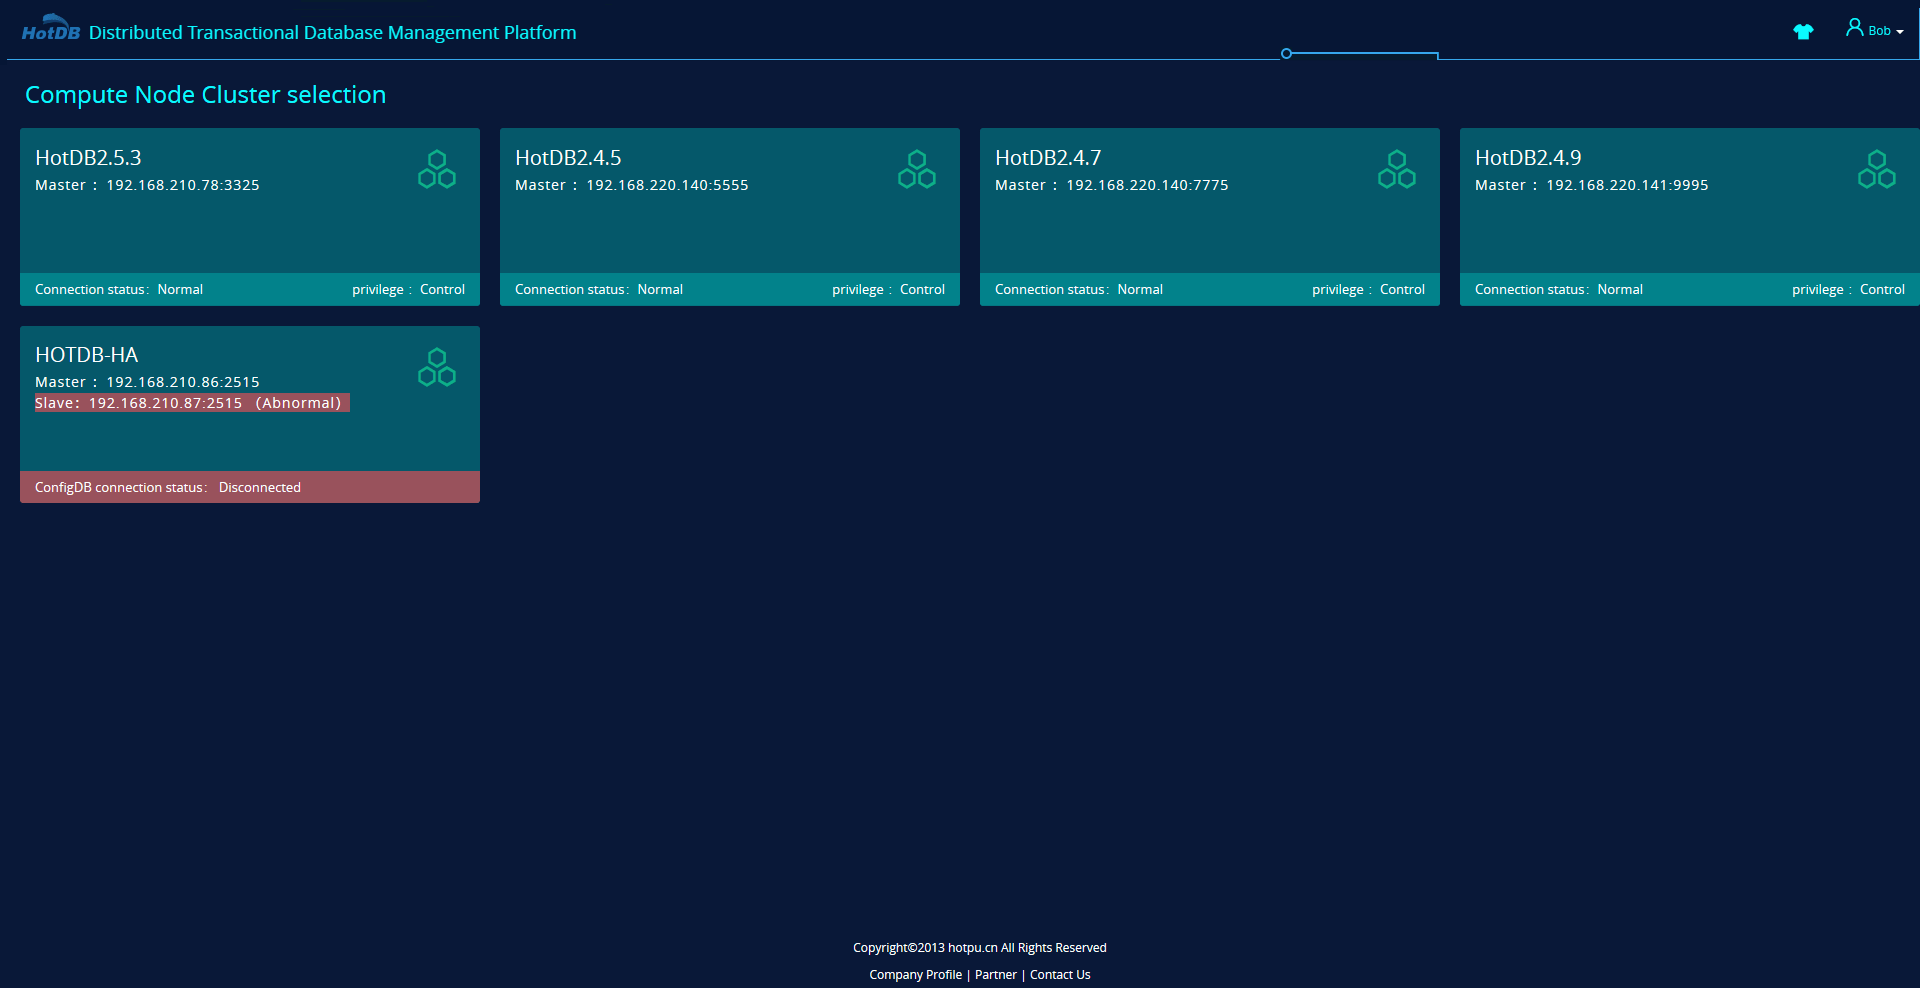 HotDB Distributed Transactional Database Management Platform
Bob
Compute Node Cluster selection
HotDB2.5.3
Master : 192.168.210.78:3325
Connection status: Normal privilege : Control
HotDB2.4.5
Master : 192.168.220.140:5555
Connection status: Normal privilege : Control
HotDB2.4.7
Master : 192.168.220.140:7775
Connection status: Normal privilege : Control
HotDB2.4.9
Master : 192.168.220.141:9995
Connection status: Normal privilege : Control
HOTDB-HA
Master : 192.168.210.86:2515
Slave: 192.168.210.87:2515 (Abnormal)
ConfigDB connection status: Disconnected
Copyright©2013 hotpu.cn All Rights Reserved
Company Profile | Partner | Contact Us